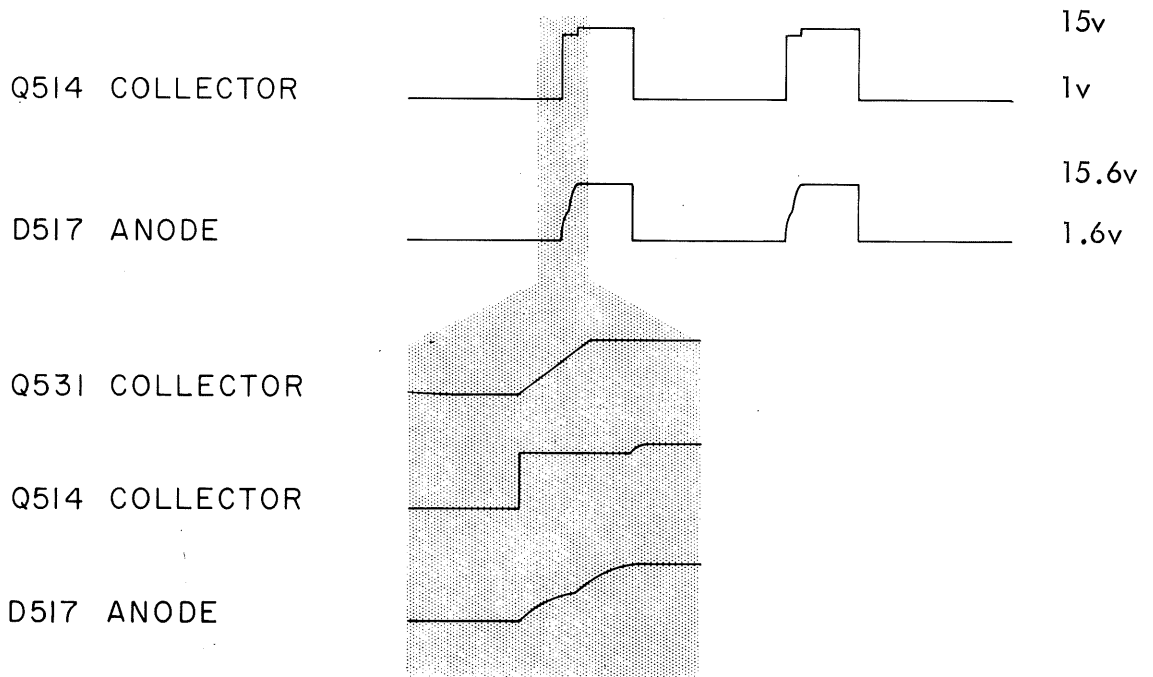 15v
Q514 COLLECTOR
1v
15.6v
D517 ANODE
1.6v
Q531 COLLECTOR
Q514 COLLECTOR
D517 ANODE